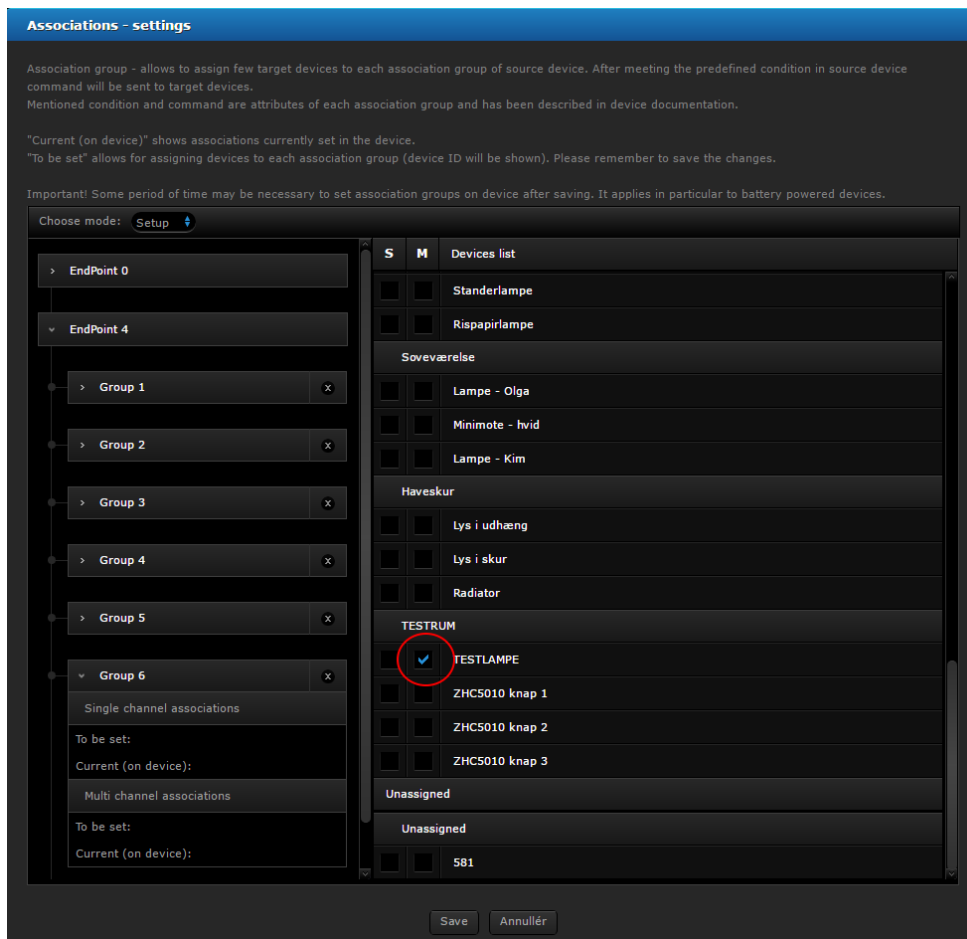 Associations - settings
Association group - allows to assign few target devices to each association group of source device. After meeting the predefined condition in source device
command will be sent to target devices.
Mentioned condition and command are attributes of each association group and has been described in device documentation.
"Current (on device)" shows associations currently set in the device.
"To be set" allows for assigning devices to each association group (device ID will be shown). Please remember to save the changes.
Important! Some period of time may be necessary to set association groups on device after saving. It applies in particular to battery powered devices.
Choose mode: Setup
EndPoint 0
EndPoint 4
Group 1 x
Group 2 x
Group 3 x
Group 4 x
Group 5 x
Group 6 x
Single channel associations
To be set:
Current (on device):
Multi channel associations
To be set:
Current (on device):
S M Devices list
Standerlampe
Rispapirlampe
Soveværelse
Lampe - Olga
Minimote - hvid
Lampe - Kim
Haveskur
Lys i udhæng
Lys i skur
Radiator
TESTRUM
TESTLAMPE
ZHC5010 knap 1
ZHC5010 knap 2
ZHC5010 knap 3
Unassigned
Unassigned
581
Save Annullér